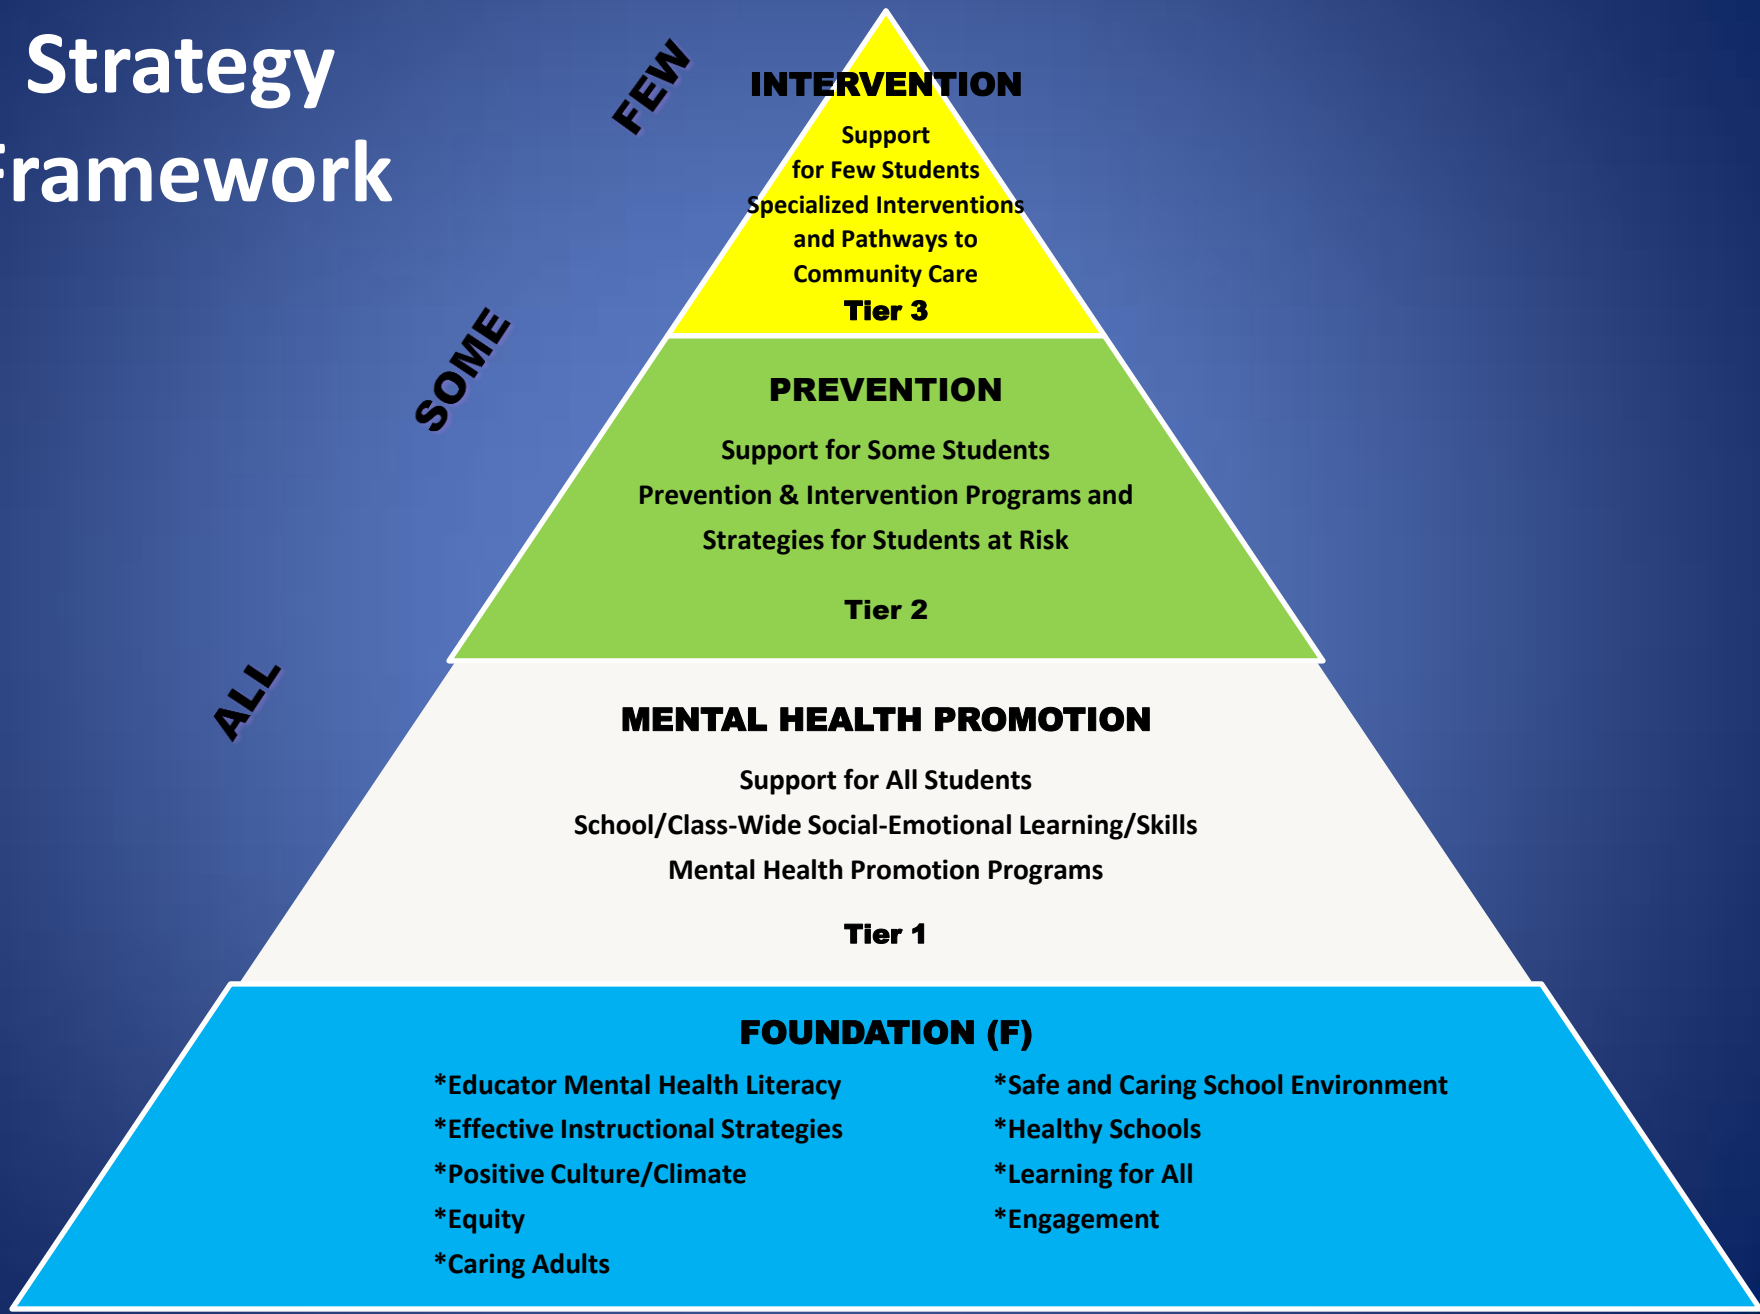 Strategy
Framework
FEW
INTERVENTION
Support
for Few Students
Specialized Interventions
and Pathways to
Community Care
Tier 3
SOME
PREVENTION
Support for Some Students
Prevention & Intervention Programs and
Strategies for Students at Risk
Tier 2
ALL
MENTAL HEALTH PROMOTION
Support for All Students
School/Class-Wide Social-Emotional Learning/Skills
Mental Health Promotion Programs
Tier 1
FOUNDATION (F)
*Educator Mental Health Literacy
*Effective Instructional Strategies
*Positive Culture/Climate
*Equity
*Caring Adults
*Safe and Caring School Environment
*Healthy Schools
*Learning for All
*Engagement